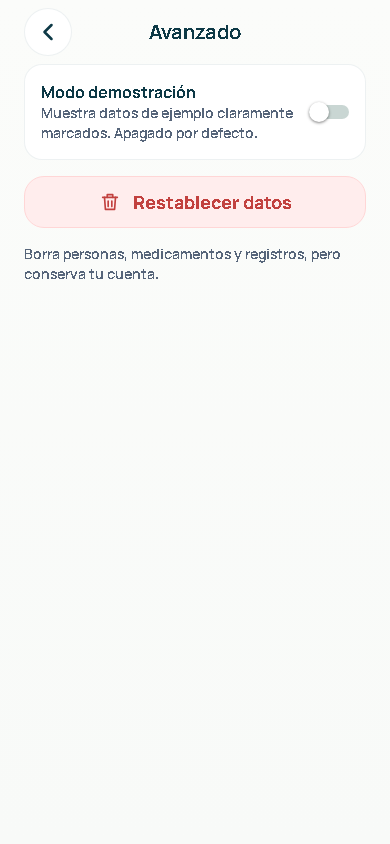 Avanzado
Modo demostración
Muestra datos de ejemplo claramente
marcados. Apagado por defecto.
Restablecer datos
Borra personas, medicamentos y registros, pero
conserva tu cuenta.